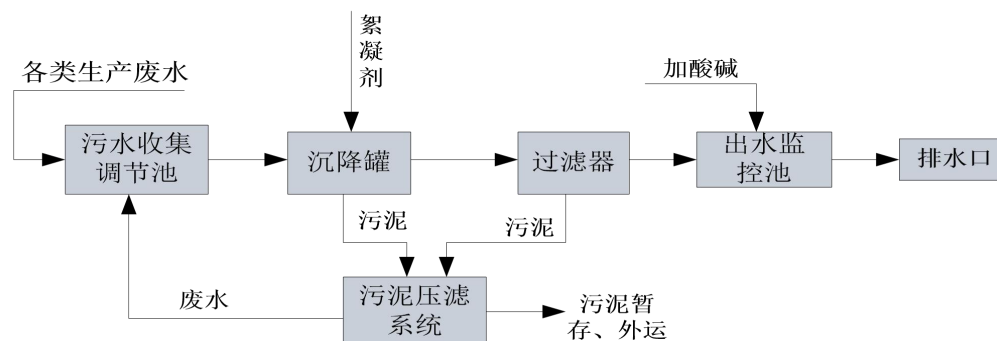 絮
凝
剂
各类生产废水
加酸碱
污水收集
调节池
沉降罐
过滤器
出水监
控池
排水口
污泥
污泥
废水
污泥压滤
系统
污泥暂
存、外运